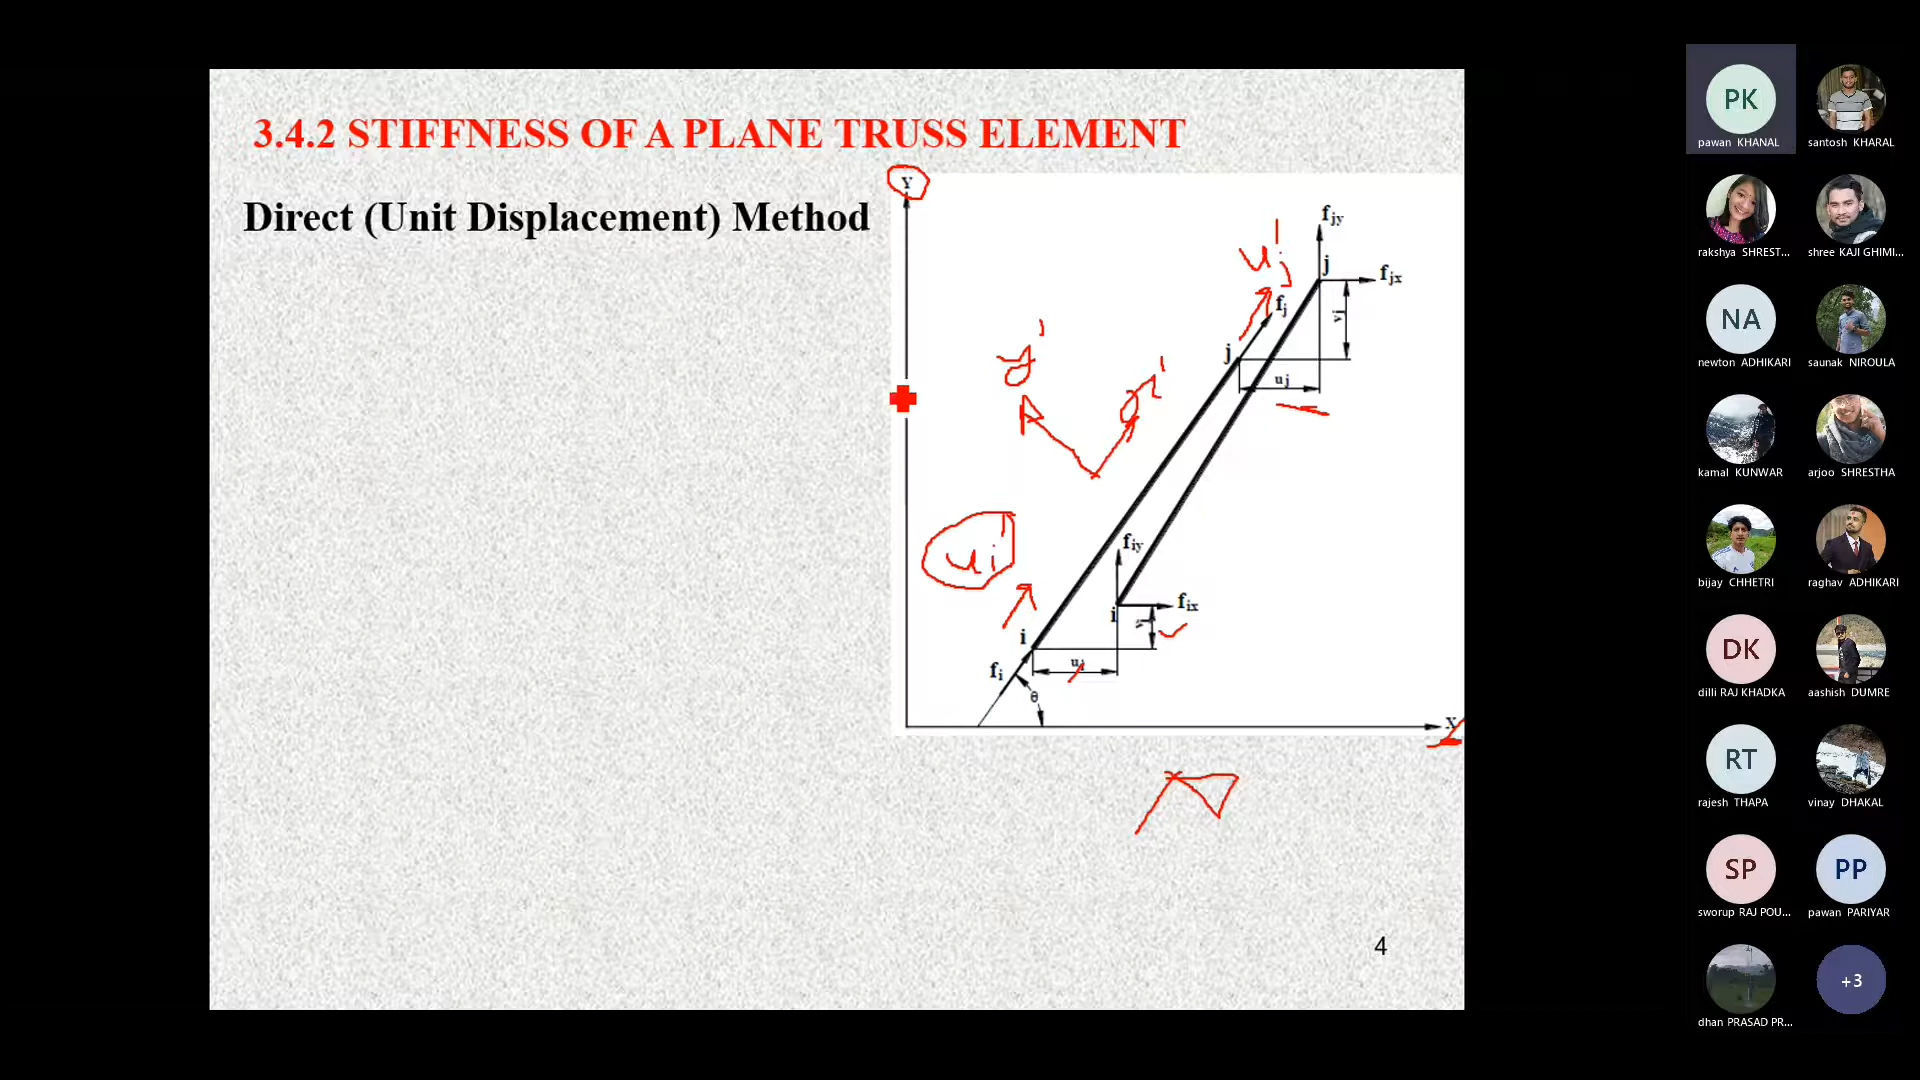 3.4.2 STIFFNESS OF A PLANE TRUSS ELEMENT
Direct (Unit Displacement) Method
Y
fjy
j
fjx
uj'
fj
vj
j
uj
y'
x'
ui'
fiy
i
fix
i
ui
fi
θ
X
4
PK
pawan KHANAL
santosh KHARAL
rakshya SHREST...
shree KAJI GHIMI...
NA
newton ADHIKARI
saunak NIROULA
kamal KUNWAR
arjoo SHRESTHA
bijay CHHETRI
raghav ADHIKARI
DK
dilli RAJ KHADKA
aashish DUMRE
RT
rajesh THAPA
vinay DHAKAL
SP
sworup RAJ POU...
PP
pawan PARIYAR
dhan PRASAD PR...
+3